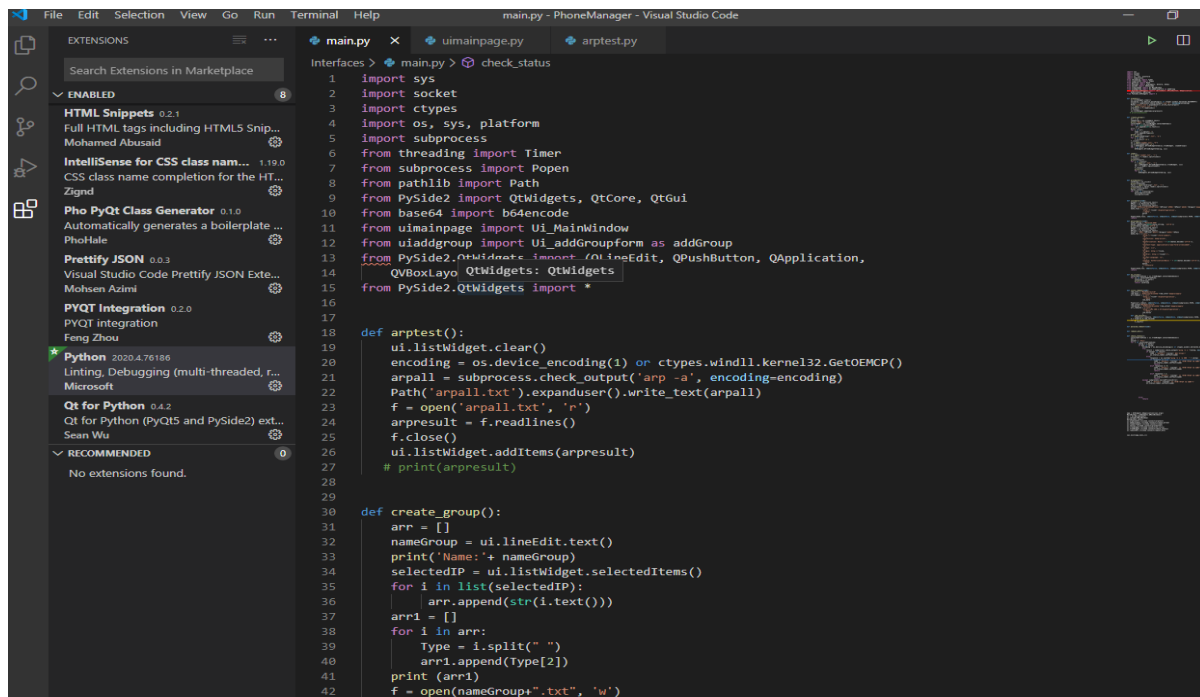 File Edit Selection View Go Run Terminal Help
main.py - PhoneManager - Visual Studio Code
EXTENSIONS
Search Extensions in Marketplace
ENABLED 8
HTML Snippets 0.2.1
Full HTML tags including HTML5 Snip...
Mohamed Abusaid
IntelliSense for CSS class nam... 1.19.0
CSS class name completion for the HT...
Zignd
Pho PyQt Class Generator 0.1.0
Automatically generates a boilerplate ...
PhoHale
Prettify JSON 0.0.3
Visual Studio Code Prettify JSON Exte...
Mohsen Azimi
PYQT Integration 0.2.0
PYQT integration
Feng Zhou
Python 2020.4.76186
Linting, Debugging (multi-threaded, r...
Microsoft
Qt for Python 0.4.2
Qt for Python (PyQt5 and PySide2) ext...
Sean Wu
RECOMMENDED 0
No extensions found.
main.py uimainpage.py arptest.py
Interfaces > main.py > check_status
1 import sys
2 import socket
3 import ctypes
4 import os, sys, platform
5 import subprocess
6 from threading import Timer
7 from subprocess import Popen
8 from pathlib import Path
9 from PySide2 import QtWidgets, QtCore, QtGui
10 from base64 import b64encode
11 from uimainpage import Ui_MainWindow
12 from uiaddgroup import Ui_addGroupform as addGroup
13 from PySide2.QtWidgets import (QLineEdit, QPushButton, QApplication,
14 QVBoxLayo
QtWidgets: QtWidgets
15 from PySide2.QtWidgets import *
16
17
18 def arptest():
19 ui.listWidget.clear()
20 encoding = os.device_encoding(1) or ctypes.windll.kernel32.GetOEMCP()
21 arpall = subprocess.check_output('arp -a', encoding=encoding)
22 Path('arpall.txt').expanduser().write_text(arpall)
23 f = open('arpall.txt', 'r')
24 arpresult = f.readlines()
25 f.close()
26 ui.listWidget.addItems(arpresult)
27 # print(arpresult)
28
29
30 def create_group():
31 arr = []
32 nameGroup = ui.lineEdit.text()
33 print('Name:'+ nameGroup)
34 selectedIP = ui.listWidget.selectedItems()
35 for i in list(selectedIP):
36 arr.append(str(i.text()))
37 arr1 = []
38 for i in arr:
39 Type = i.split(" ")
40 arr1.append(Type[2])
41 print (arr1)
42 f = open(nameGroup+".txt", 'w')